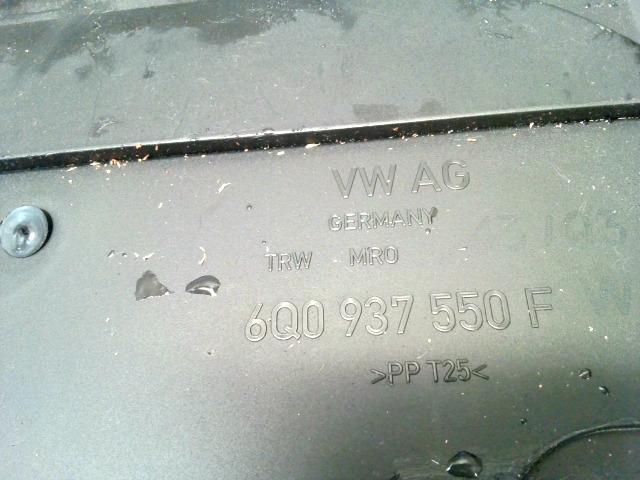 VW AG
GERMANY
TRW MRO
6Q0 937 550 F
>PP T25<